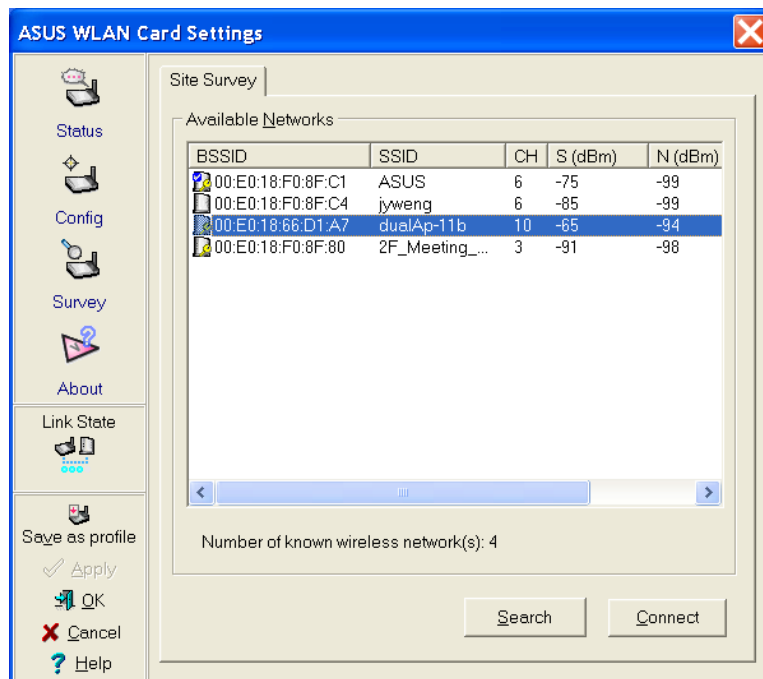 ASUS WLAN Card Settings
Status
Config
Survey
About
Link State
Save as profile
Apply
OK
Cancel
Help
Site Survey
Available Networks
BSSID SSID CH S (dBm) N (dBm)
00:E0:18:F0:8F:C1 ASUS 6 -75 -99
00:E0:18:F0:8F:C4 jyweng 6 -85 -99
00:E0:18:66:D1:A7 dualAp-11b 10 -65 -94
00:E0:18:F0:8F:80 2F_Meeting_... 3 -91 -98
Number of known wireless network(s): 4
Search Connect